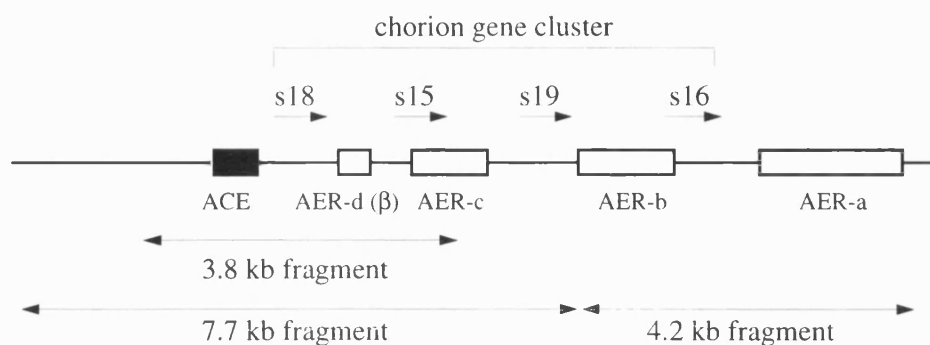 chorion gene cluster
s18 s15 s19 s16
ACE AER-d (β) AER-c AER-b AER-a
3.8 kb fragment
7.7 kb fragment 4.2 kb fragment